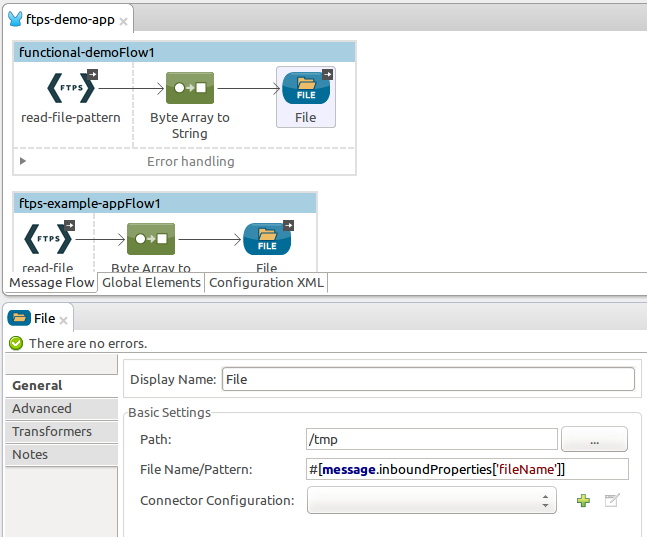 ftps-demo-app
functional-demoFlow1
FTPS
FILE
read-file-pattern
Byte Array to
String
File
Error handling
ftps-example-appFlow1
FTPS
FILE
read-file
Byte Array to
File
Message Flow
Global Elements
Configuration XML
File
There are no errors.
General
Advanced
Transformers
Notes
Display Name:
File
Basic Settings
Path:
/tmp
...
File Name/Pattern:
#[message.inboundProperties['fileName']]
Connector Configuration: